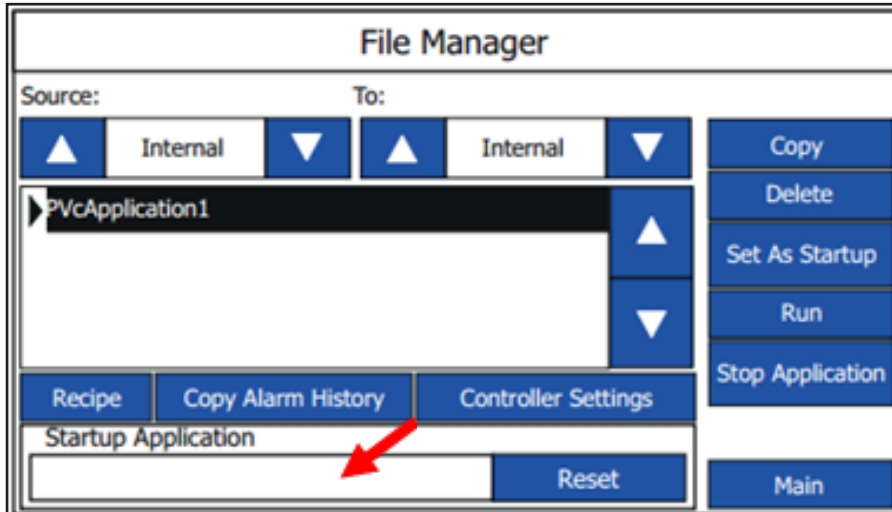 File Manager
Source: To:
Internal Internal Copy
PVcApplication1 Delete
Set As Startup
Run
Stop Application
Recipe Copy Alarm History Controller Settings
Startup Application
Reset Main